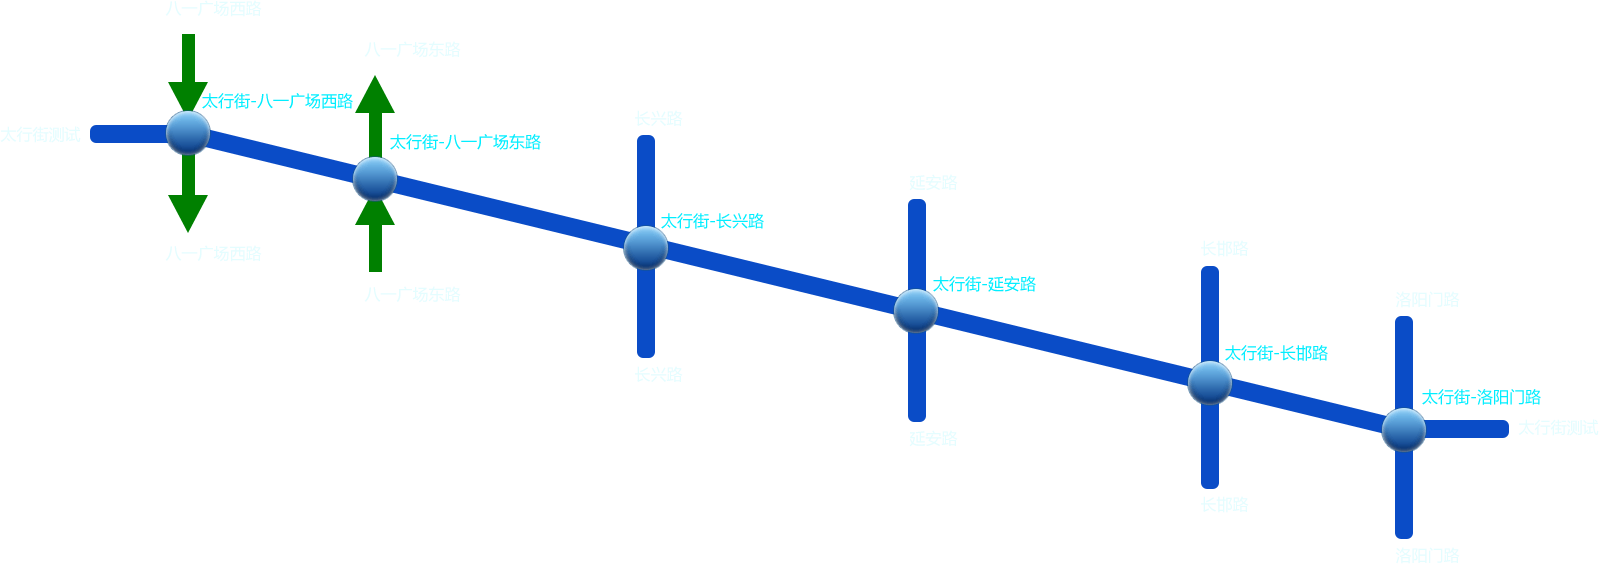 八一广场西路
八一广场东路
太行街-八一广场西路
长兴路
太行街测试
太行街-八一广场东路
延安路
太行街-长兴路
八一广场西路
长邯路
太行街-延安路
八一广场东路
洛阳门路
太行街-长邯路
长兴路
太行街-洛阳门路
太行街测试
延安路
长邯路
洛阳门路